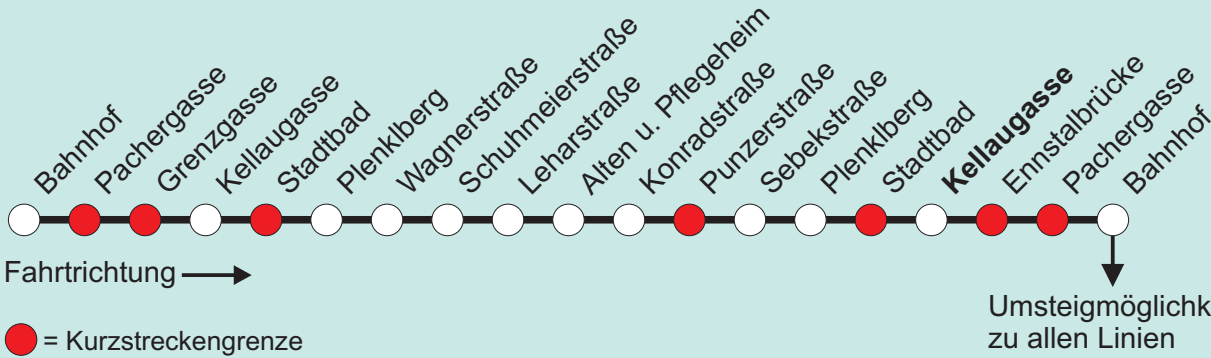 Bahnhof
Pachergasse
Grenzgasse
Kellaugasse
Stadtbad
Plenklberg
Wagnerstraße
Schuhmeierstraße
Leharstraße
Alten u. Pflegeheim
Konradstraße
Punzerstraße
Sebekstraße
Plenklberg
Stadtbad
Kellaugasse
Ennstalbrücke
Pachergasse
Bahnhof
Fahrtrichtung
Umsteigmöglichk
zu allen Linien
= Kurzstreckengrenze